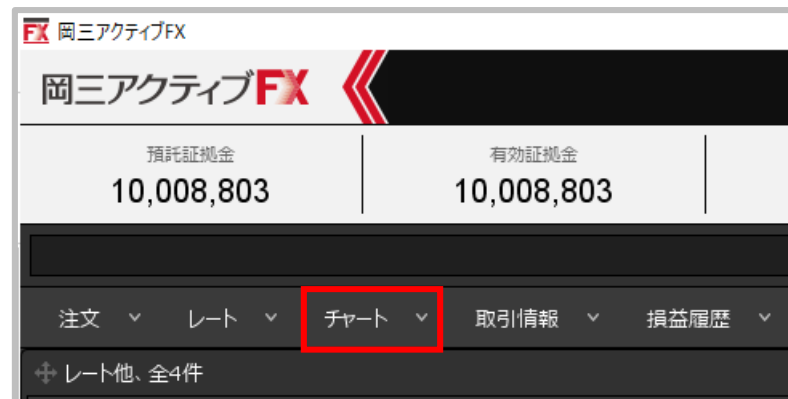 FX 岡三アクティブFX
岡三アクティブFX
預託証拠金
10,008,803
有効証拠金
10,008,803
注文 レート チャート 取引情報 損益履歴
レート他、全4件